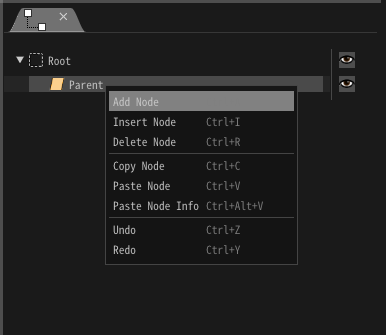 Root
Parent
Add Node
Insert Node Ctrl+I
Delete Node Ctrl+R
Copy Node Ctrl+C
Paste Node Ctrl+V
Paste Node Info Ctrl+Alt+V
Undo Ctrl+Z
Redo Ctrl+Y